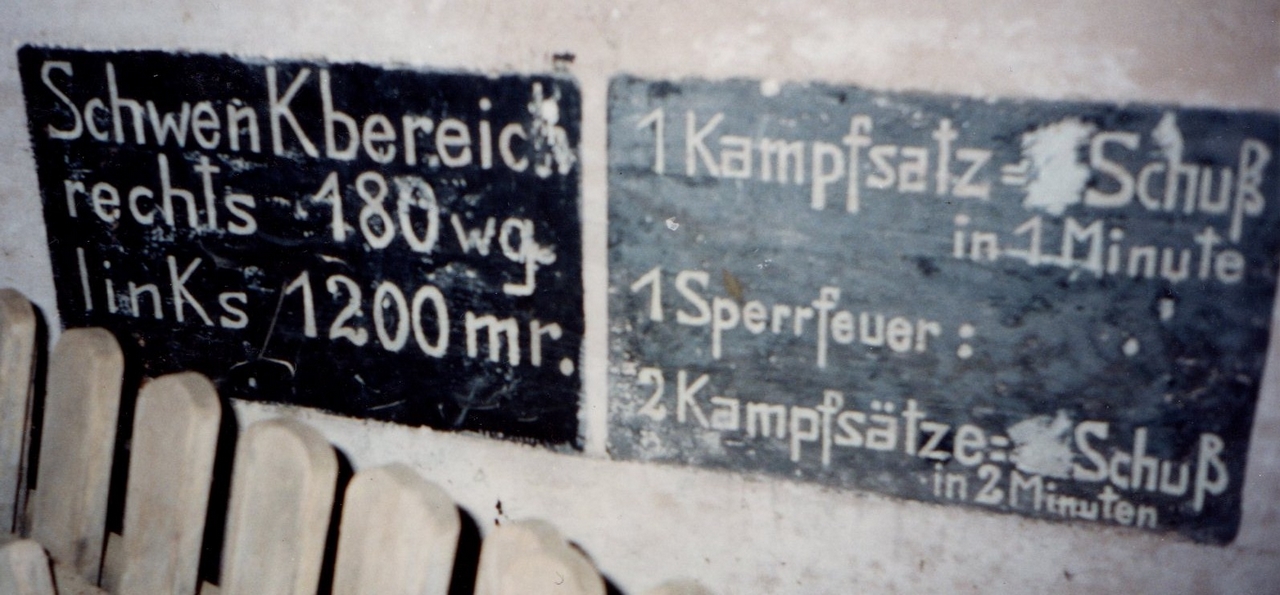 Schwenkbereich
rechts 180 wg.
links 1200 mr.
1 Kampfsatz = Schuß
in 1 Minute
1 Sperrfeuer :
2 Kampfsätze = Schuß
in 2 Minuten